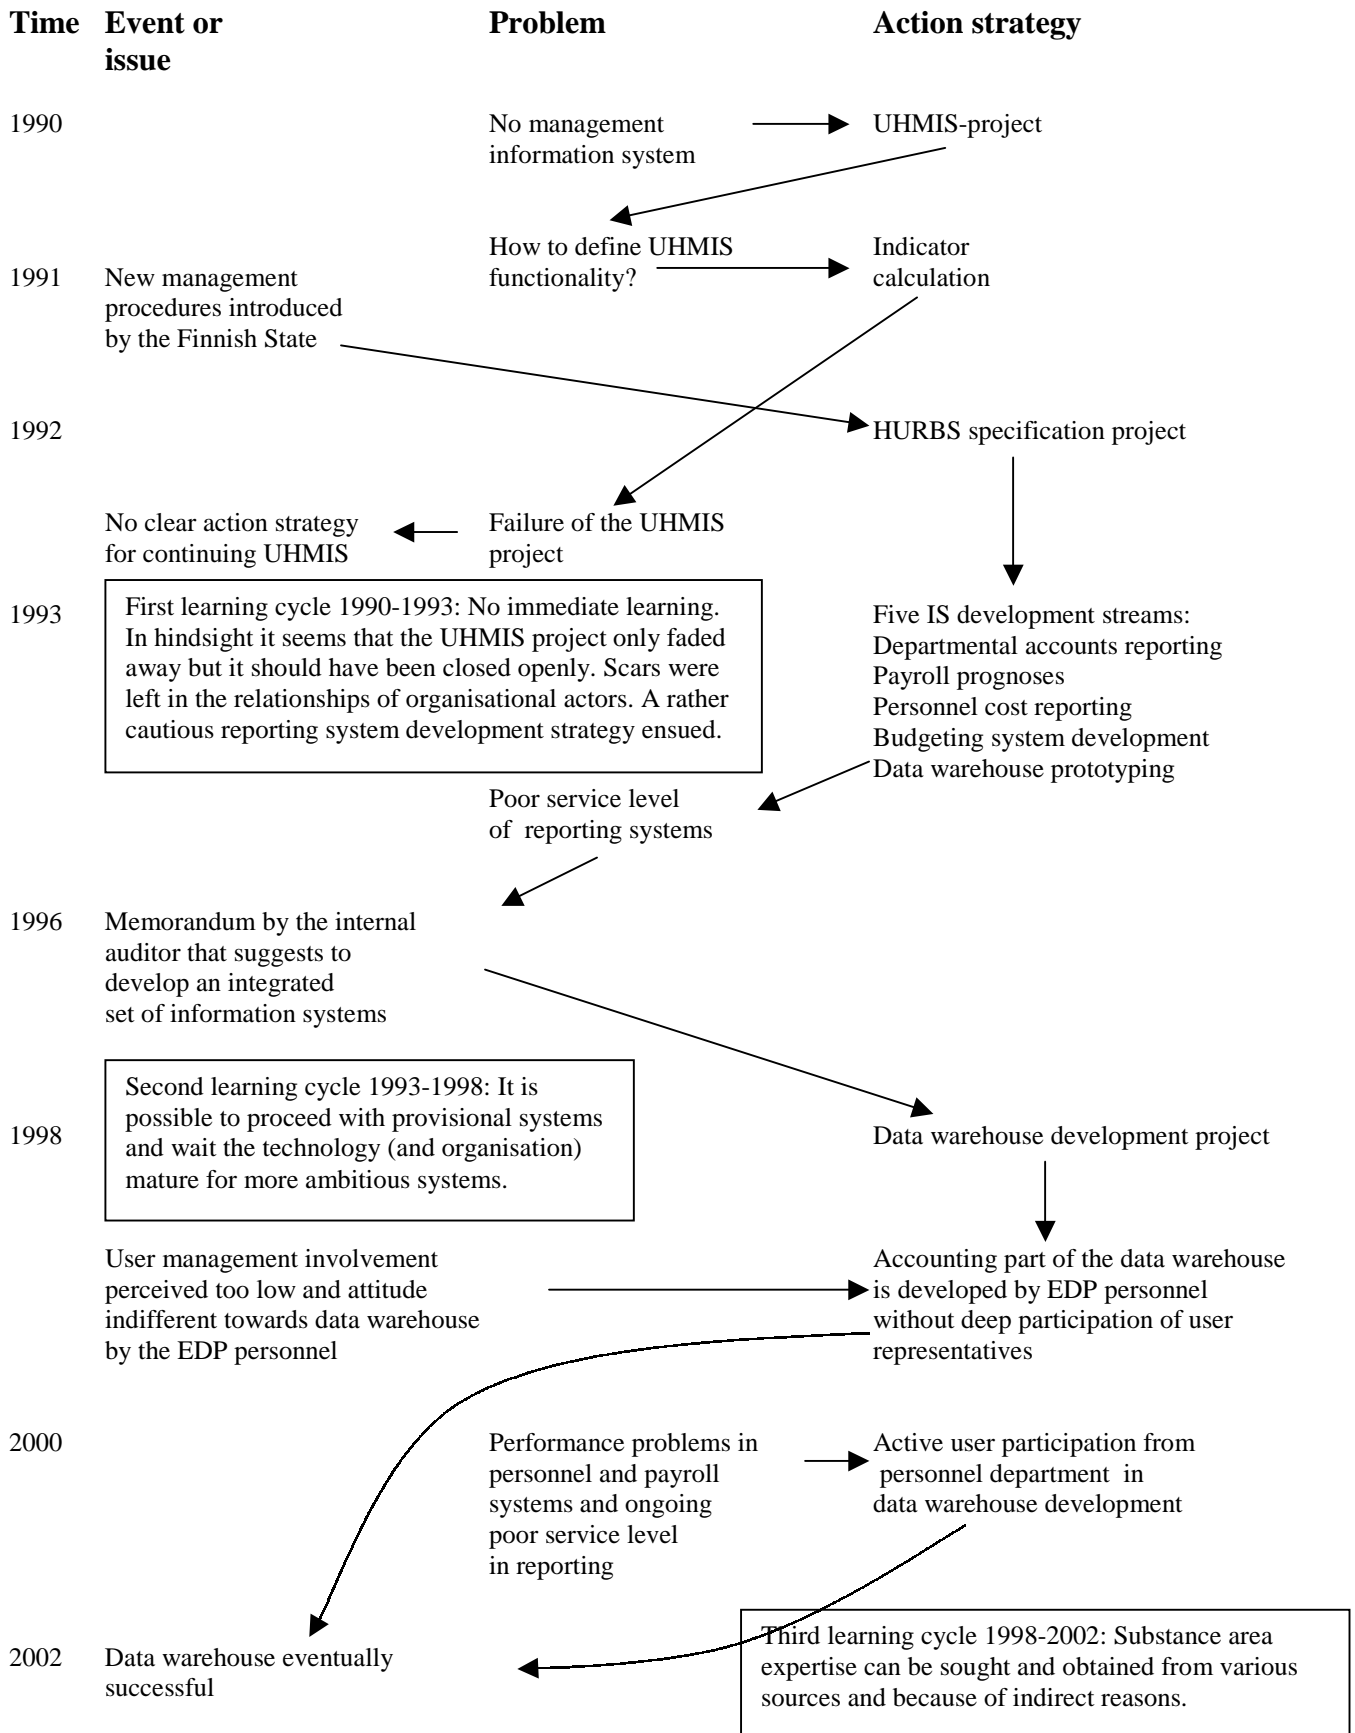 Time Event or issue Problem Action strategy
1990
No management
information system
UHMIS-project
How to define UHMIS
functionality?
Indicator
calculation
1991
New management
procedures introduced
by the Finnish State
1992
HURBS specification project
No clear action strategy
for continuing UHMIS
Failure of the UHMIS
project
1993
First learning cycle 1990-1993: No immediate learning.
In hindsight it seems that the UHMIS project only faded
away but it should have been closed openly. Scars were
left in the relationships of organisational actors. A rather
cautious reporting system development strategy ensued.
Five IS development streams:
Departmental accounts reporting
Payroll prognoses
Personnel cost reporting
Budgeting system development
Data warehouse prototyping
Poor service level
of reporting systems
1996
Memorandum by the internal
auditor that suggests to
develop an integrated
set of information systems
Second learning cycle 1993-1998: It is
possible to proceed with provisional systems
and wait the technology (and organisation)
mature for more ambitious systems.
1998
Data warehouse development project
User management involvement
perceived too low and attitude
indifferent towards data warehouse
by the EDP personnel
Accounting part of the data warehouse
is developed by EDP personnel
without deep participation of user
representatives
2000
Performance problems in
personnel and payroll
systems and ongoing
poor service level
in reporting
Active user participation from
personnel department in
data warehouse development
2002
Data warehouse eventually
successful
Third learning cycle 1998-2002: Substance area
expertise can be sought and obtained from various
sources and because of indirect reasons.